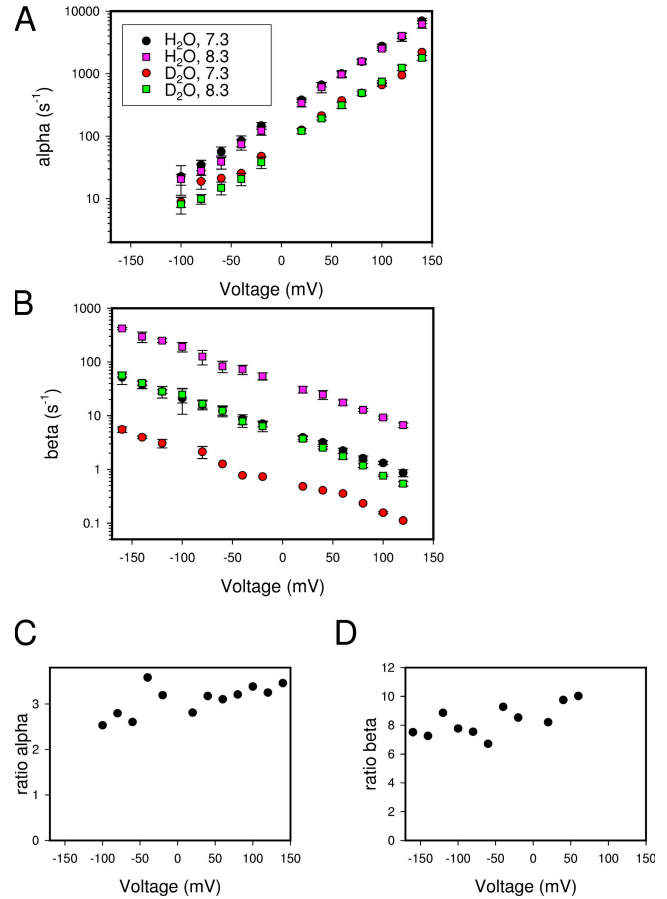 A
10000
1000
100
10
alpha (s⁻¹)
H₂O, 7.3
H₂O, 8.3
D₂O, 7.3
D₂O, 8.3
-150 -100 -50 0 50 100 150
Voltage (mV)
B
1000
100
10
1
0.1
beta (s⁻¹)
-150 -100 -50 0 50 100 150
Voltage (mV)
C
3
2
1
0
ratio alpha
-150 -100 -50 0 50 100 150
Voltage (mV)
D
12
10
8
6
4
2
0
ratio beta
-150 -100 -50 0 50 100 150
Voltage (mV)